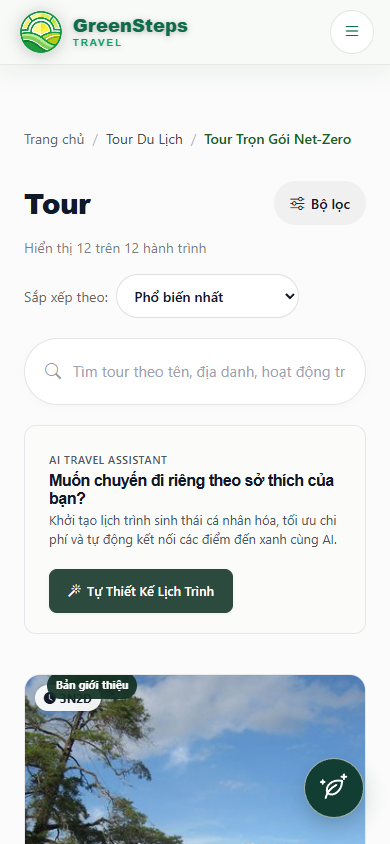 GreenSteps
TRAVEL
Trang chủ / Tour Du Lịch / Tour Trọn Gói Net-Zero
Tour
Bộ lọc
Hiển thị 12 trên 12 hành trình
Sắp xếp theo: Phổ biến nhất
Tìm tour theo tên, địa danh, hoạt động tr
AI TRAVEL ASSISTANT
Muốn chuyến đi riêng theo sở thích của
bạn?
Khởi tạo lịch trình sinh thái cá nhân hóa, tối ưu chi
phí và tự động kết nối các điểm đến xanh cùng AI.
Tự Thiết Kế Lịch Trình
Bản giới thiệu
3N2D